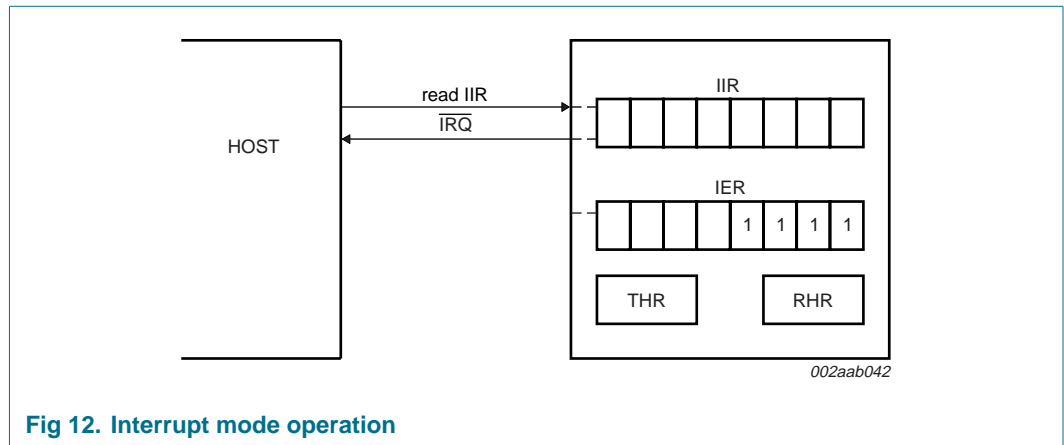 read IIR
IRQ
HOST
IIR
IER
1 1 1 1
THR
RHR
002aab042
Fig 12. Interrupt mode operation